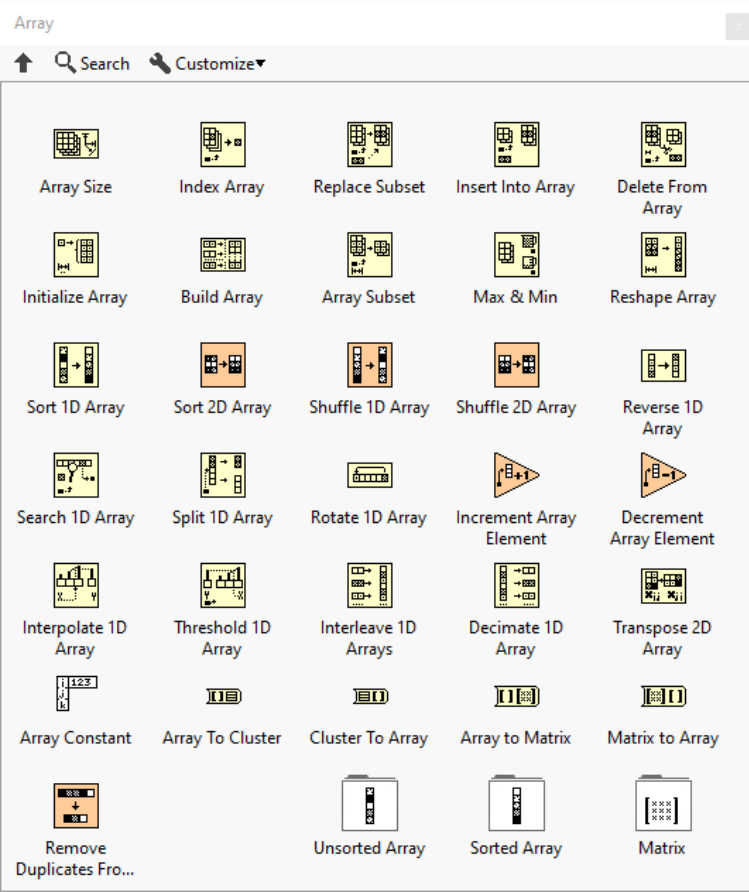 Array
Search Customize
Array Size Index Array Replace Subset Insert Into Array Delete From
Array
Initialize Array Build Array Array Subset Max & Min Reshape Array
Sort 1D Array Sort 2D Array Shuffle 1D Array Shuffle 2D Array Reverse 1D
Array
+1 -1
Search 1D Array Split 1D Array Rotate 1D Array Increment Array Decrement
Element Array Element
Interpolate 1D Threshold 1D Interleave 1D Decimate 1D Transpose 2D
Array Array Arrays Array Array
i 123
j
k
Array Constant Array To Cluster Cluster To Array Array to Matrix Matrix to Array
Remove Unsorted Array Sorted Array Matrix
Duplicates Fro...